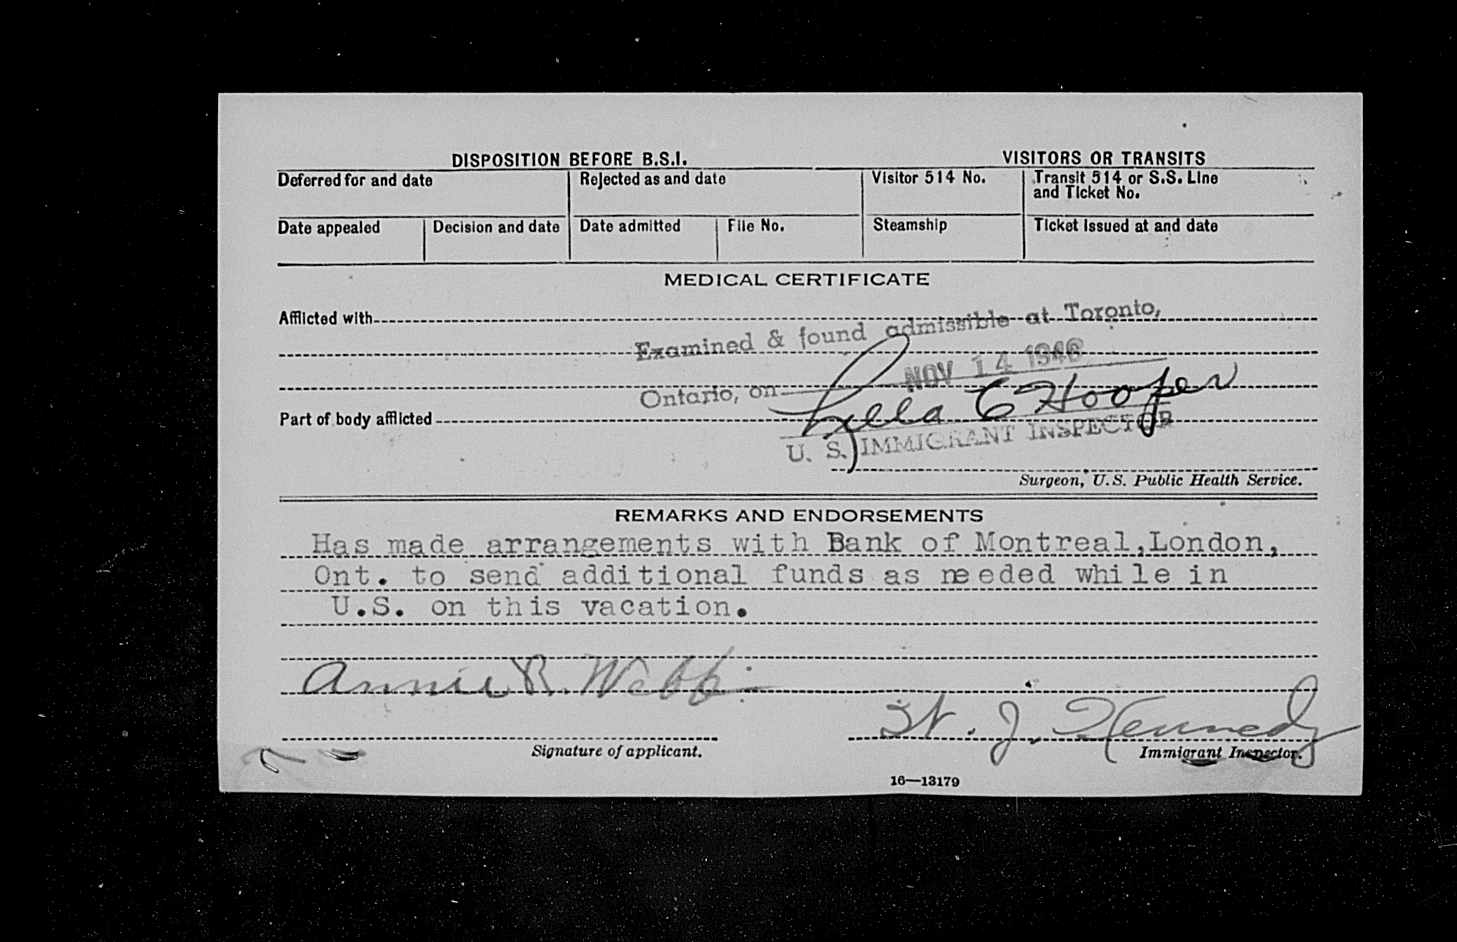 DISPOSITION BEFORE B.S.I. VISITORS OR TRANSITS
Deferred for and date Rejected as and date Visitor 514 No. Transit 514 or S.S. Line
and Ticket No.
Date appealed Decision and date Date admitted File No. Steamship Ticket issued at and date
MEDICAL CERTIFICATE
Afflicted with
Examined & found admissible at Toronto,
Ontario, on NOV 14 1946
Part of body afflicted
C Hooper
U. S. IMMIGRANT INSPECTOR
Surgeon, U.S. Public Health Service.
REMARKS AND ENDORSEMENTS
Has made arrangements with Bank of Montreal,London,
Ont. to send additional funds as needed while in
U.S. on this vacation.
Annie R. Webb
J. Kennedy
Signature of applicant. Immigrant Inspector.
16—13179